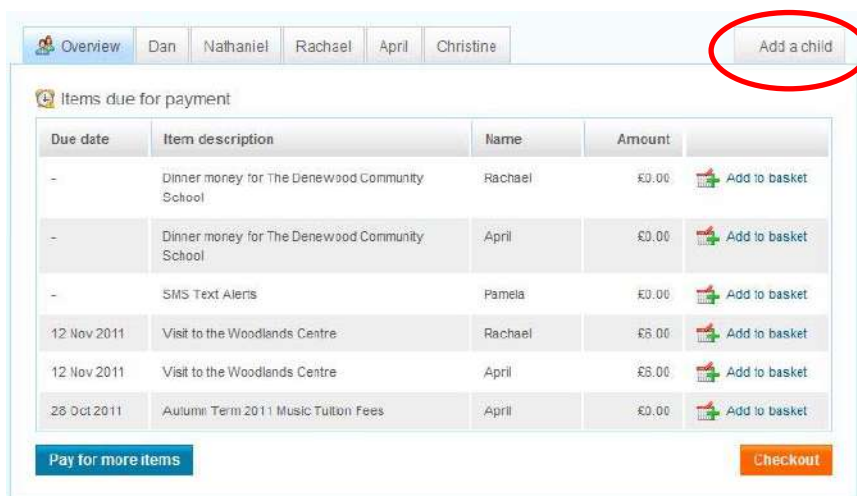 Overview Dan Nathaniel Rachael April Christine Add a child
Items due for payment
Due date Item description Name Amount
- Dinner money for The Denewood Community School Rachael £0.00 Add to basket
- Dinner money for The Denewood Community School April £0.00 Add to basket
- SMS Text Alerts Pamela £0.00 Add to basket
12 Nov 2011 Visit to the Woodlands Centre Rachael £6.00 Add to basket
12 Nov 2011 Visit to the Woodlands Centre April £6.00 Add to basket
28 Oct 2011 Autumn Term 2011 Music Tuition Fees April £0.00 Add to basket
Pay for more items Checkout